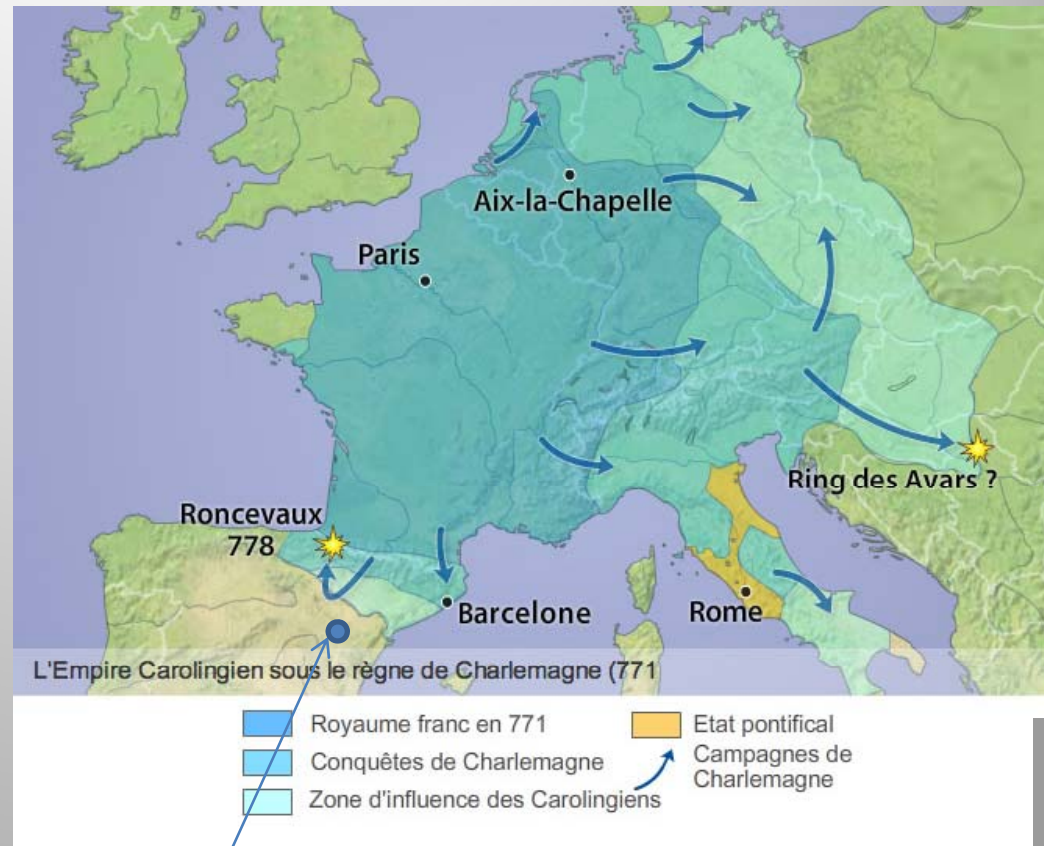 Aix-la-Chapelle
Paris
Ring des Avars ?
Roncevaux
778
Barcelone
Rome
L'Empire Carolingien sous le règne de Charlemagne (771
Royaume franc en 771
Conquêtes de Charlemagne
Zone d'influence des Carolingiens
Etat pontifical
Campagnes de
Charlemagne